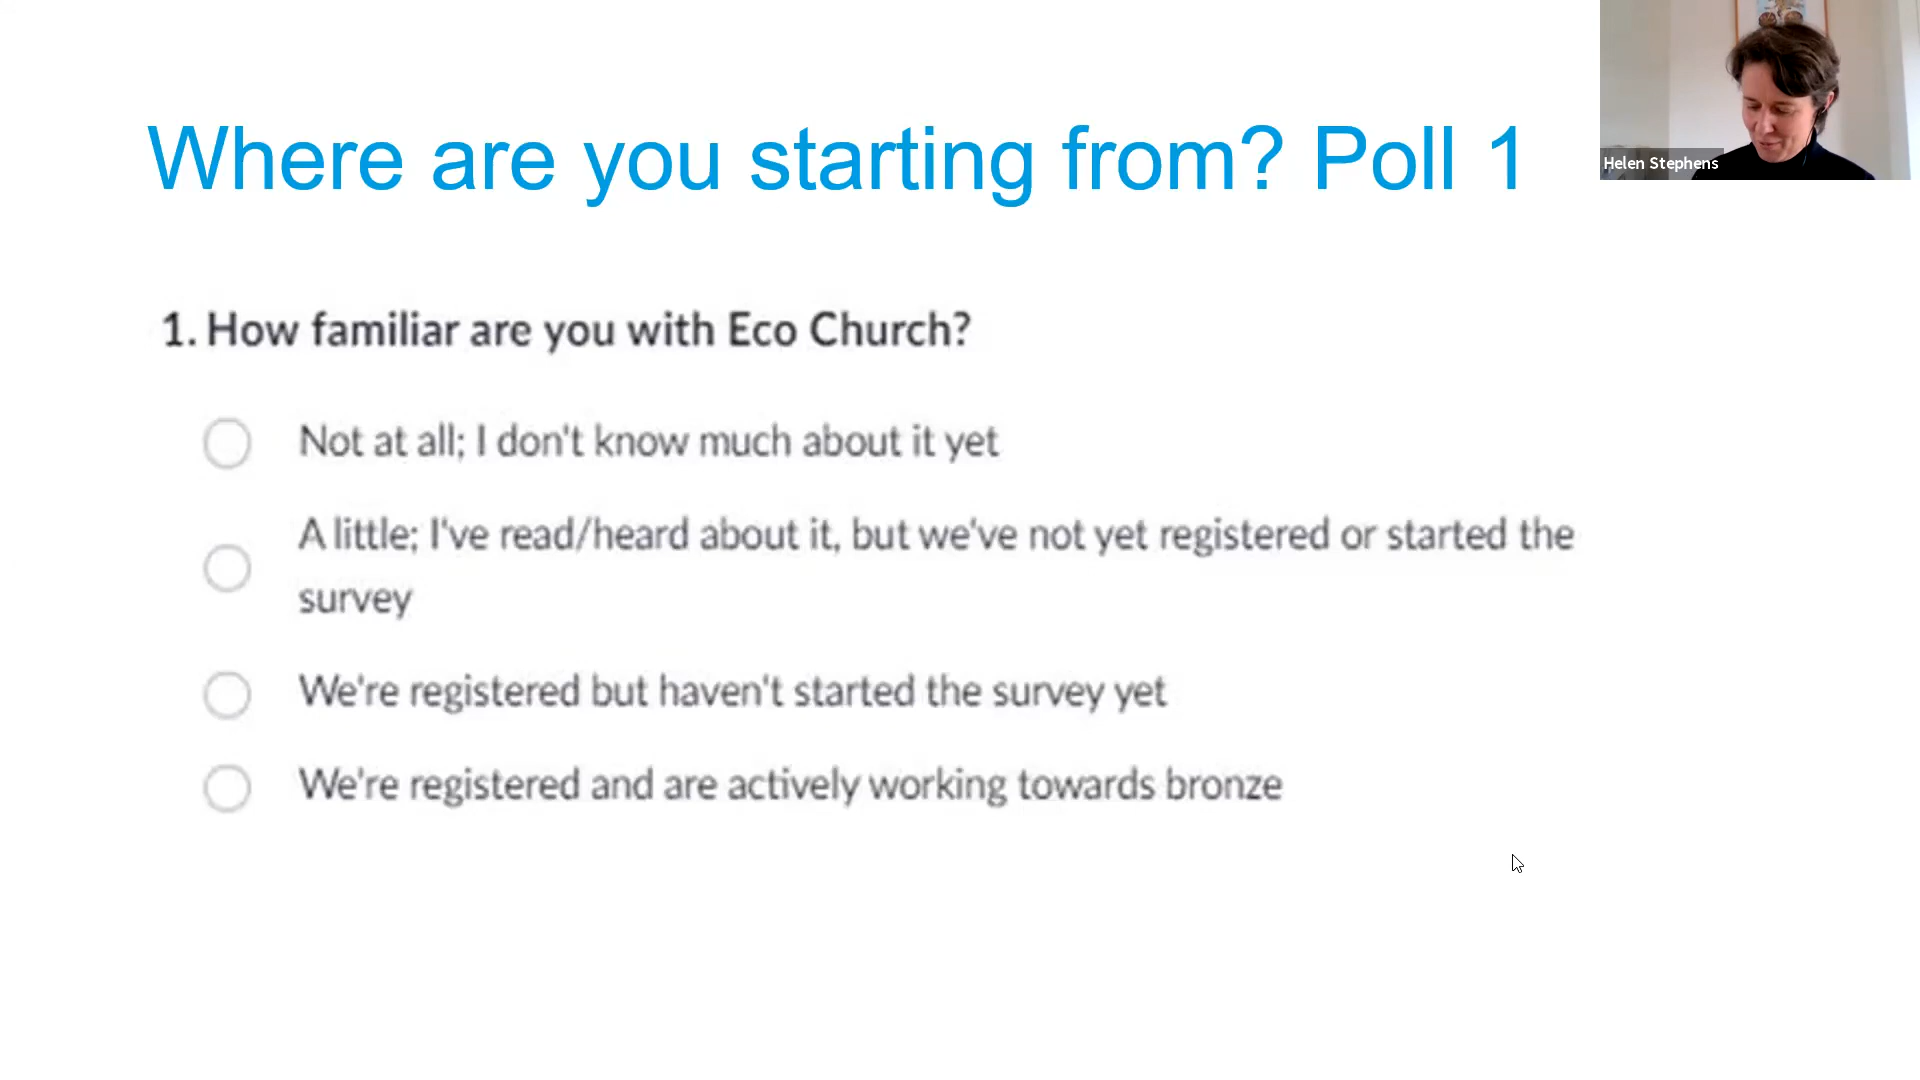 Where are you starting from? Poll 1
Helen Stephens
1. How familiar are you with Eco Church?
Not at all; I don't know much about it yet
A little; I've read/heard about it, but we've not yet registered or started the
survey
We're registered but haven't started the survey yet
We're registered and are actively working towards bronze